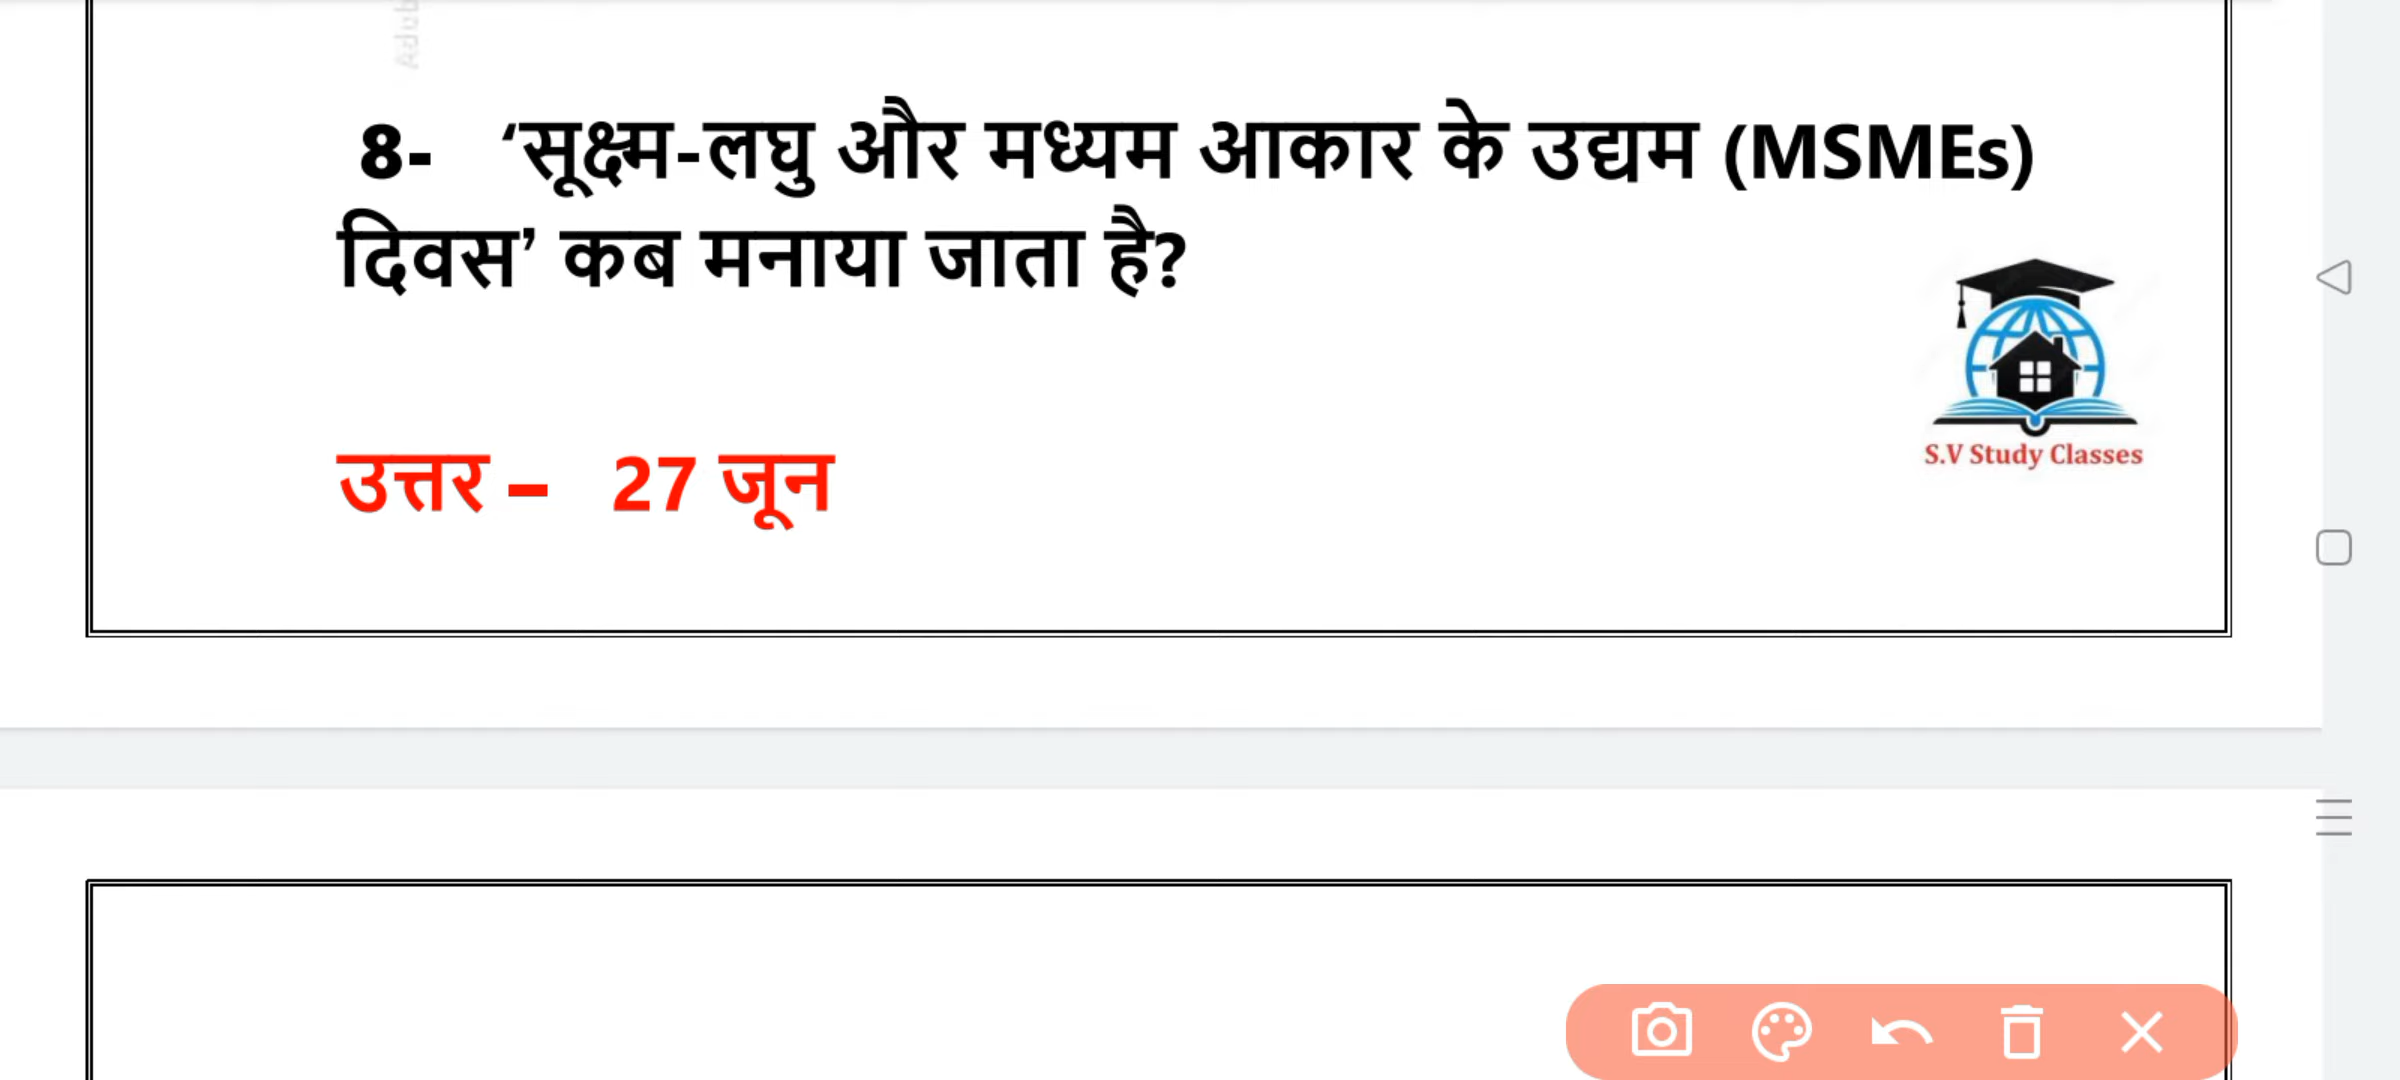 8- ‘सूक्ष्म-लघु और मध्यम आकार के उद्यम (MSMEs)
दिवस’ कब मनाया जाता है?
S.V Study Classes
उत्तर – 27 जून